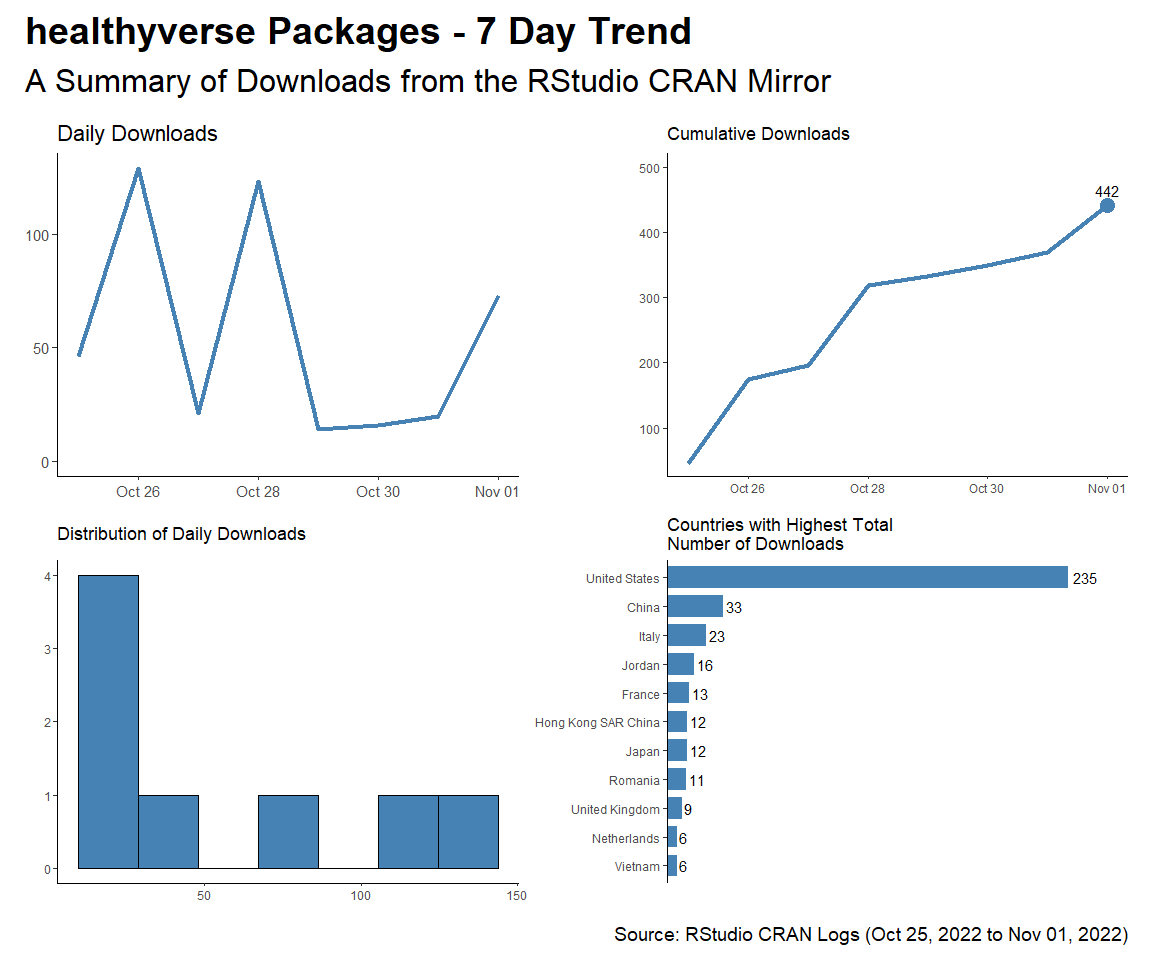 healthyverse Packages - 7 Day Trend
A Summary of Downloads from the RStudio CRAN Mirror
Daily Downloads
100
50
0
Oct 26 Oct 28 Oct 30 Nov 01
Cumulative Downloads
500
400
300
200
100
442
Oct 26 Oct 28 Oct 30 Nov 01
Distribution of Daily Downloads
4
3
2
1
0
50 100 150
Countries with Highest Total
Number of Downloads
United States 235
China 33
Italy 23
Jordan 16
France 13
Hong Kong SAR China 12
Japan 12
Romania 11
United Kingdom 9
Netherlands 6
Vietnam 6
Source: RStudio CRAN Logs (Oct 25, 2022 to Nov 01, 2022)